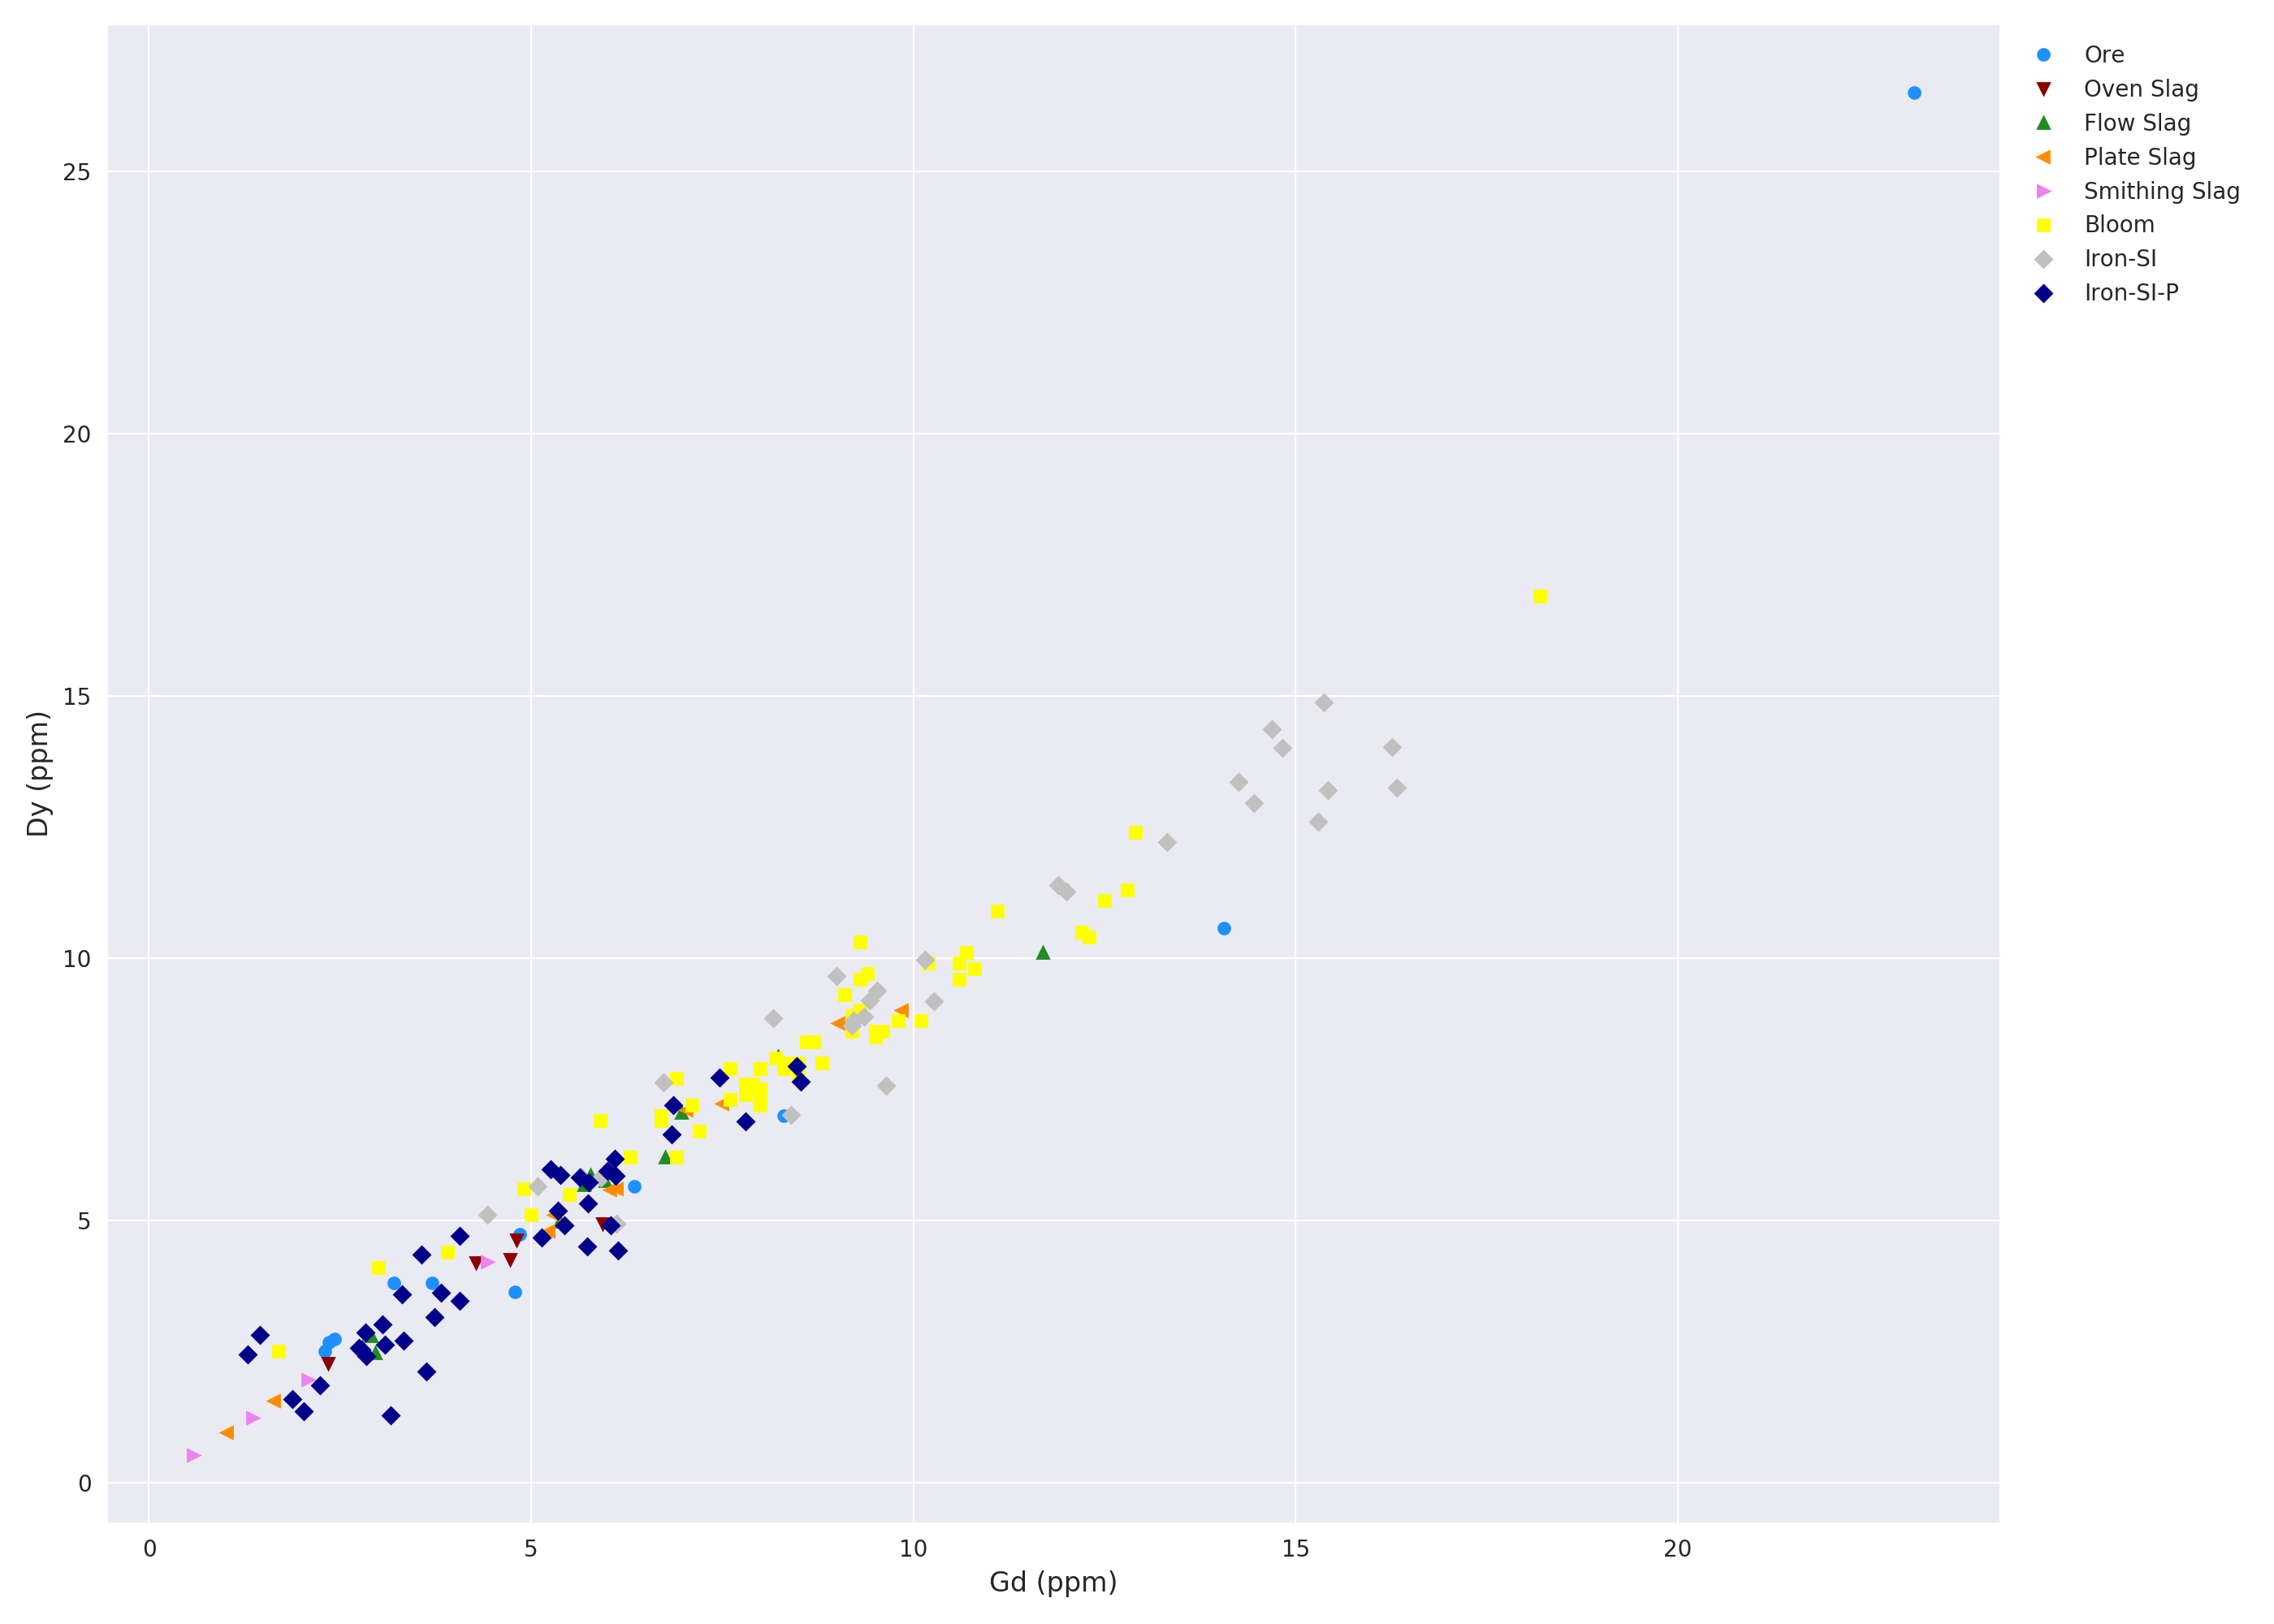 Ore
Oven Slag
Flow Slag
Plate Slag
Smithing Slag
Bloom
Iron-SI
Iron-SI-P
25
20
15
10
5
0
Dy (ppm)
0 5 10 15 20
Gd (ppm)